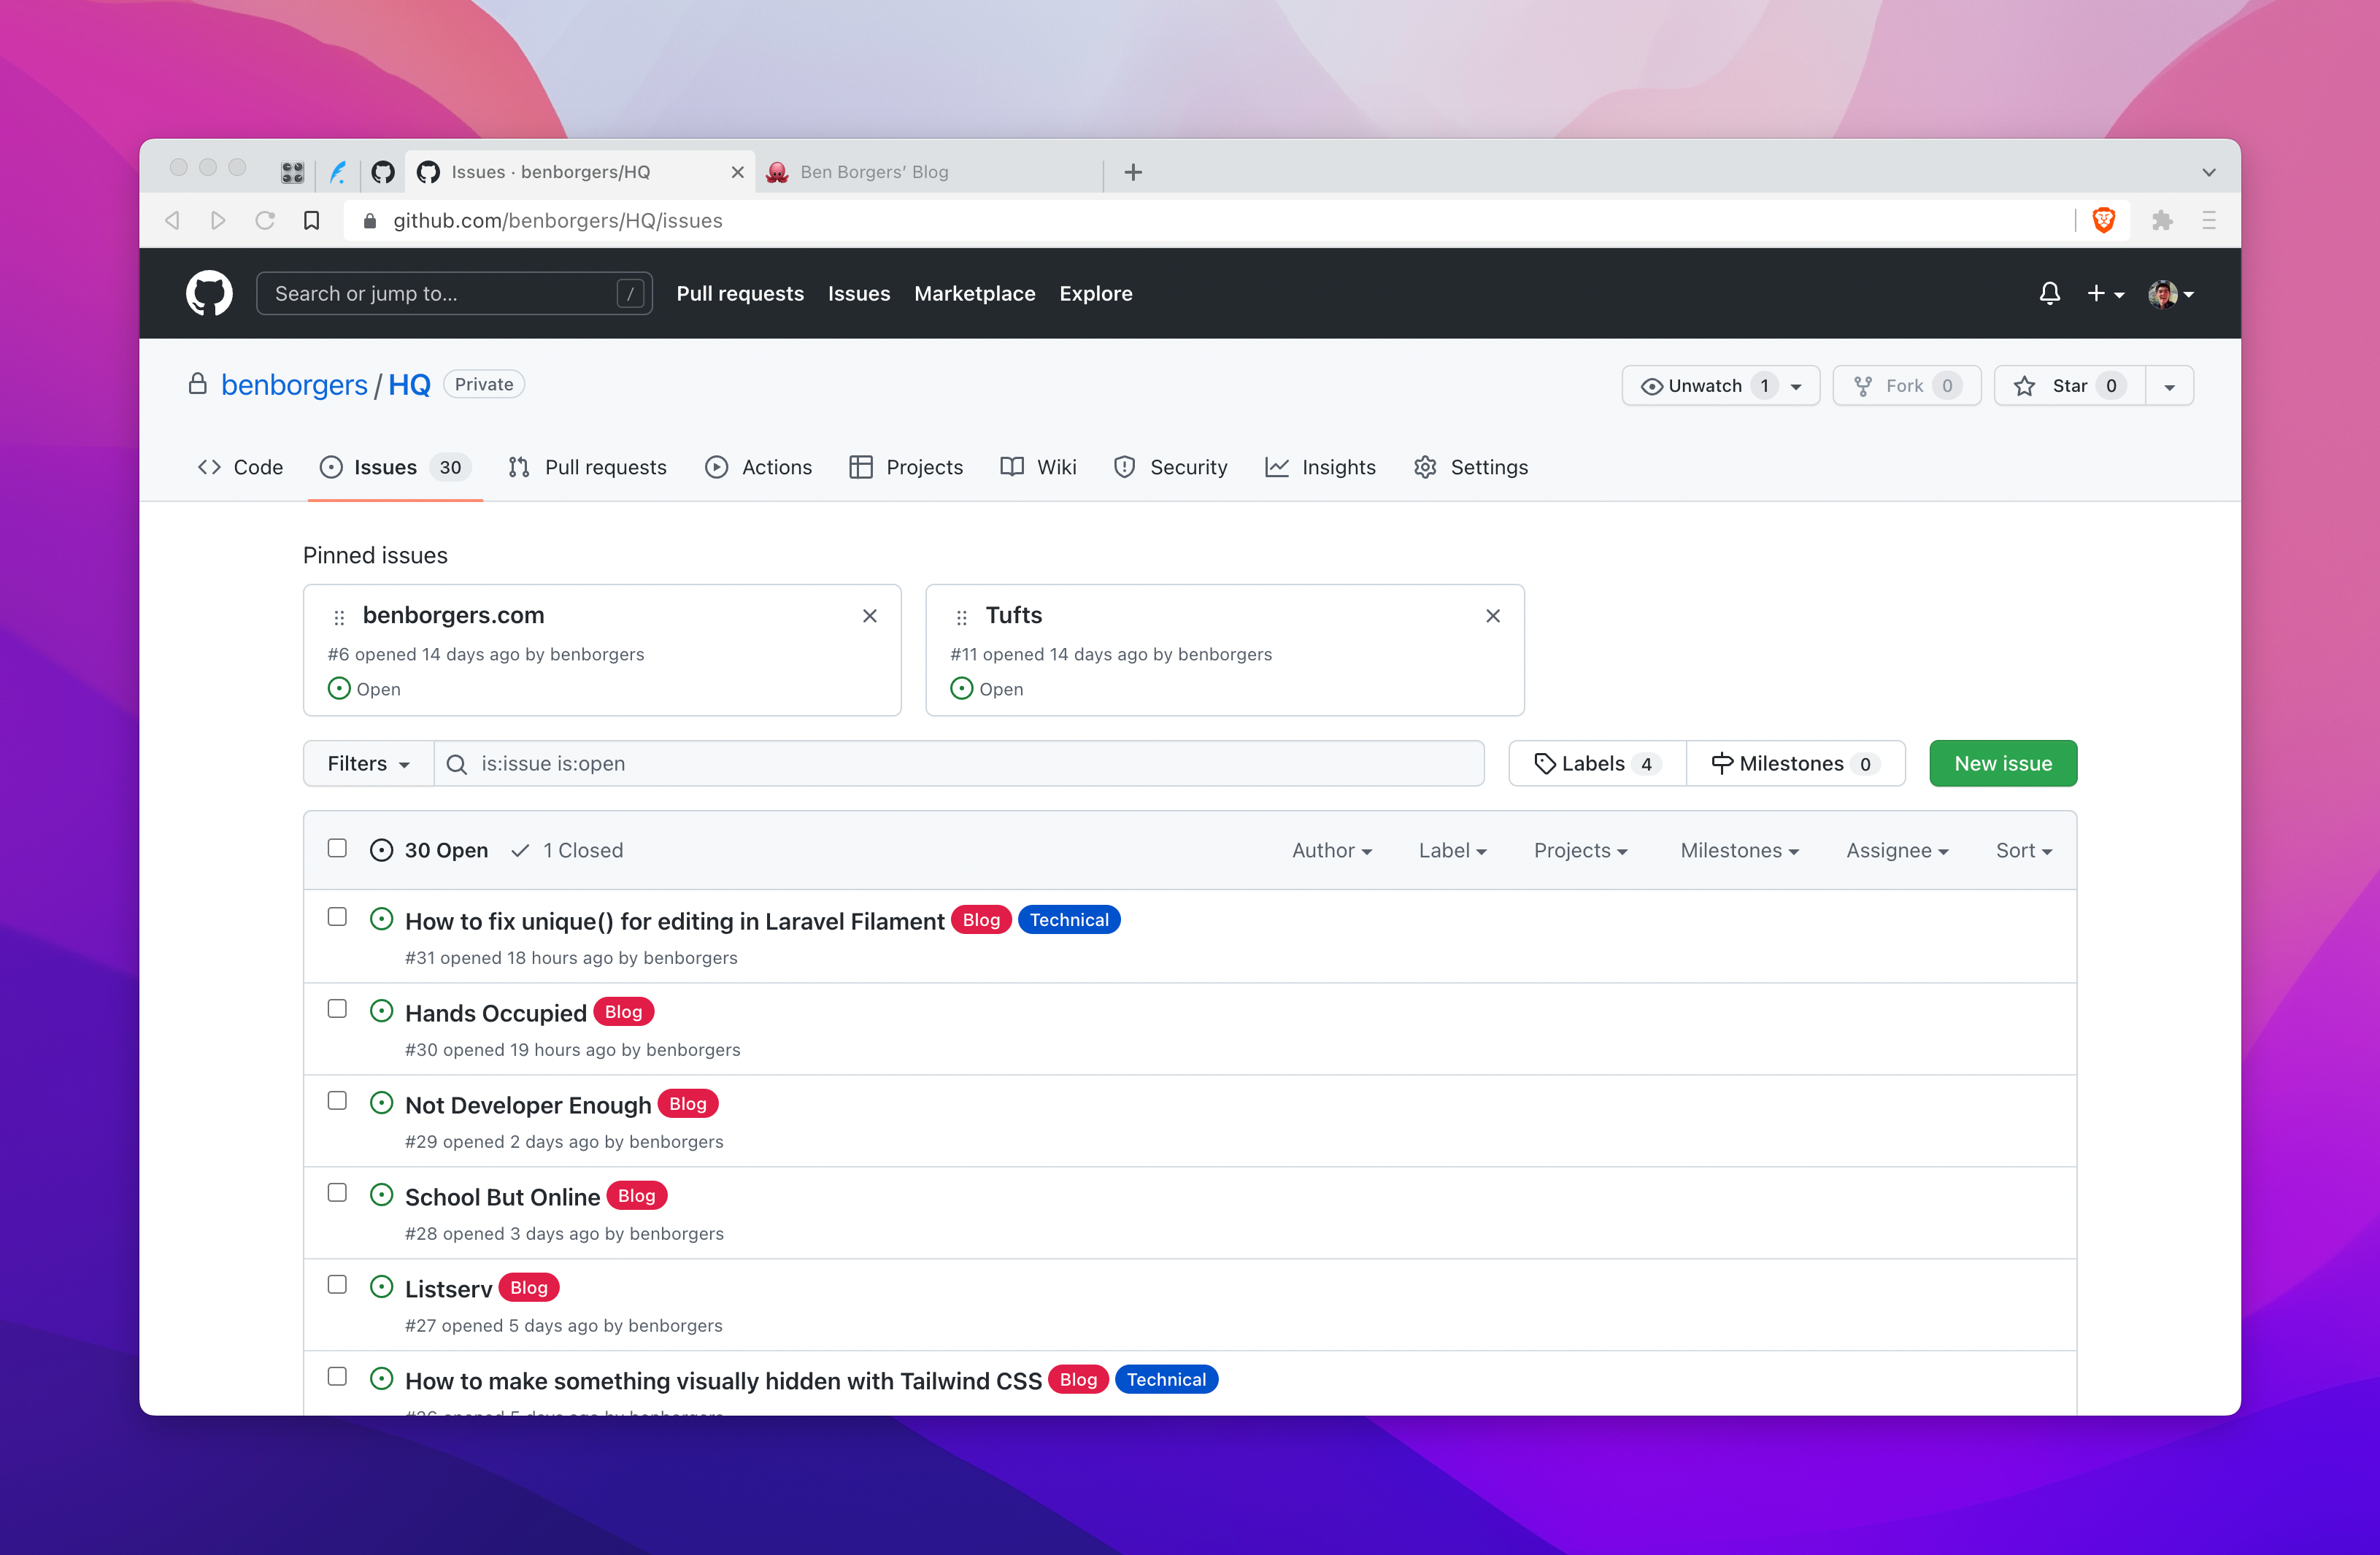 Issues · benborgers/HQ
Ben Borgers’ Blog
github.com/benborgers/HQ/issues
Search or jump to...
/
Pull requests
Issues
Marketplace
Explore
benborgers / HQ
Private
Unwatch 1
Fork 0
Star 0
Code
Issues 30
Pull requests
Actions
Projects
Wiki
Security
Insights
Settings
Pinned issues
benborgers.com
#6 opened 14 days ago by benborgers
Open
Tufts
#11 opened 14 days ago by benborgers
Open
Filters
is:issue is:open
Labels 4
Milestones 0
New issue
30 Open
1 Closed
Author
Label
Projects
Milestones
Assignee
Sort
How to fix unique() for editing in Laravel Filament Blog Technical
#31 opened 18 hours ago by benborgers
Hands Occupied Blog
#30 opened 19 hours ago by benborgers
Not Developer Enough Blog
#29 opened 2 days ago by benborgers
School But Online Blog
#28 opened 3 days ago by benborgers
Listserv Blog
#27 opened 5 days ago by benborgers
How to make something visually hidden with Tailwind CSS Blog Technical
#26 opened 5 days ago by benborgers